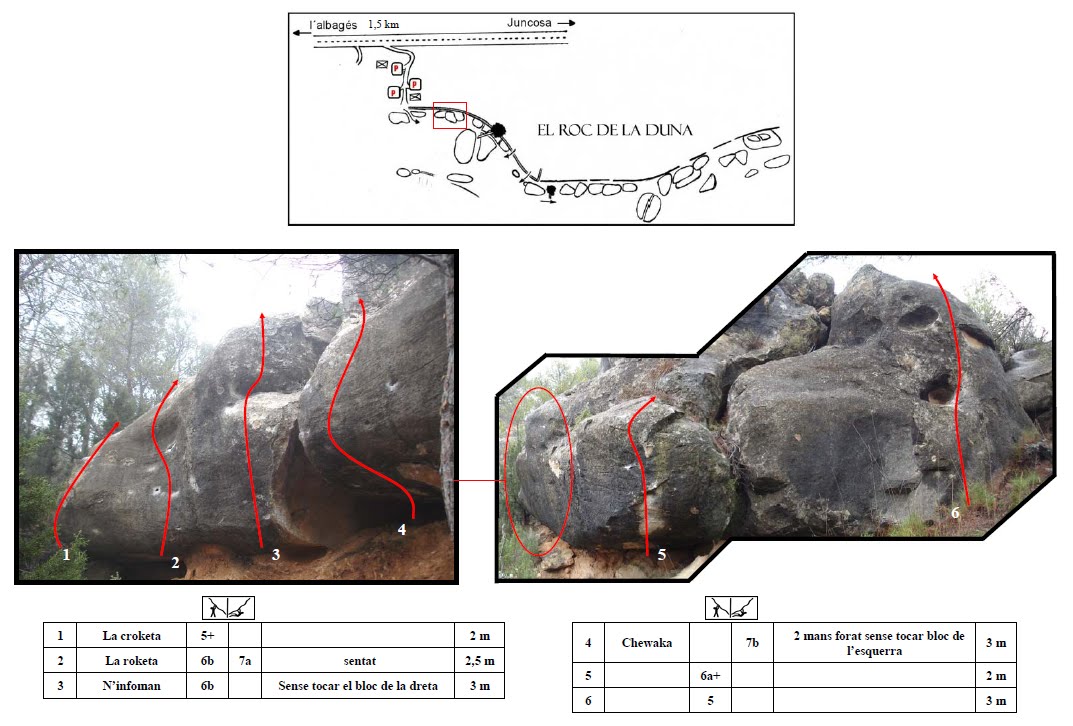 l´albagés 1,5 km Juncosa
P
P
P
EL ROC DE LA DUNA
1
2
3
4
5
6
1 La croketa 5+ 2 m
2 La roketa 6b 7a sentat 2,5 m
3 N'infoman 6b Sense tocar el bloc de la dreta 3 m
4 Chewaka 7b 2 mans forat sense tocar bloc de
l'esquerra 3 m
5 6a+ 2 m
6 5 3 m